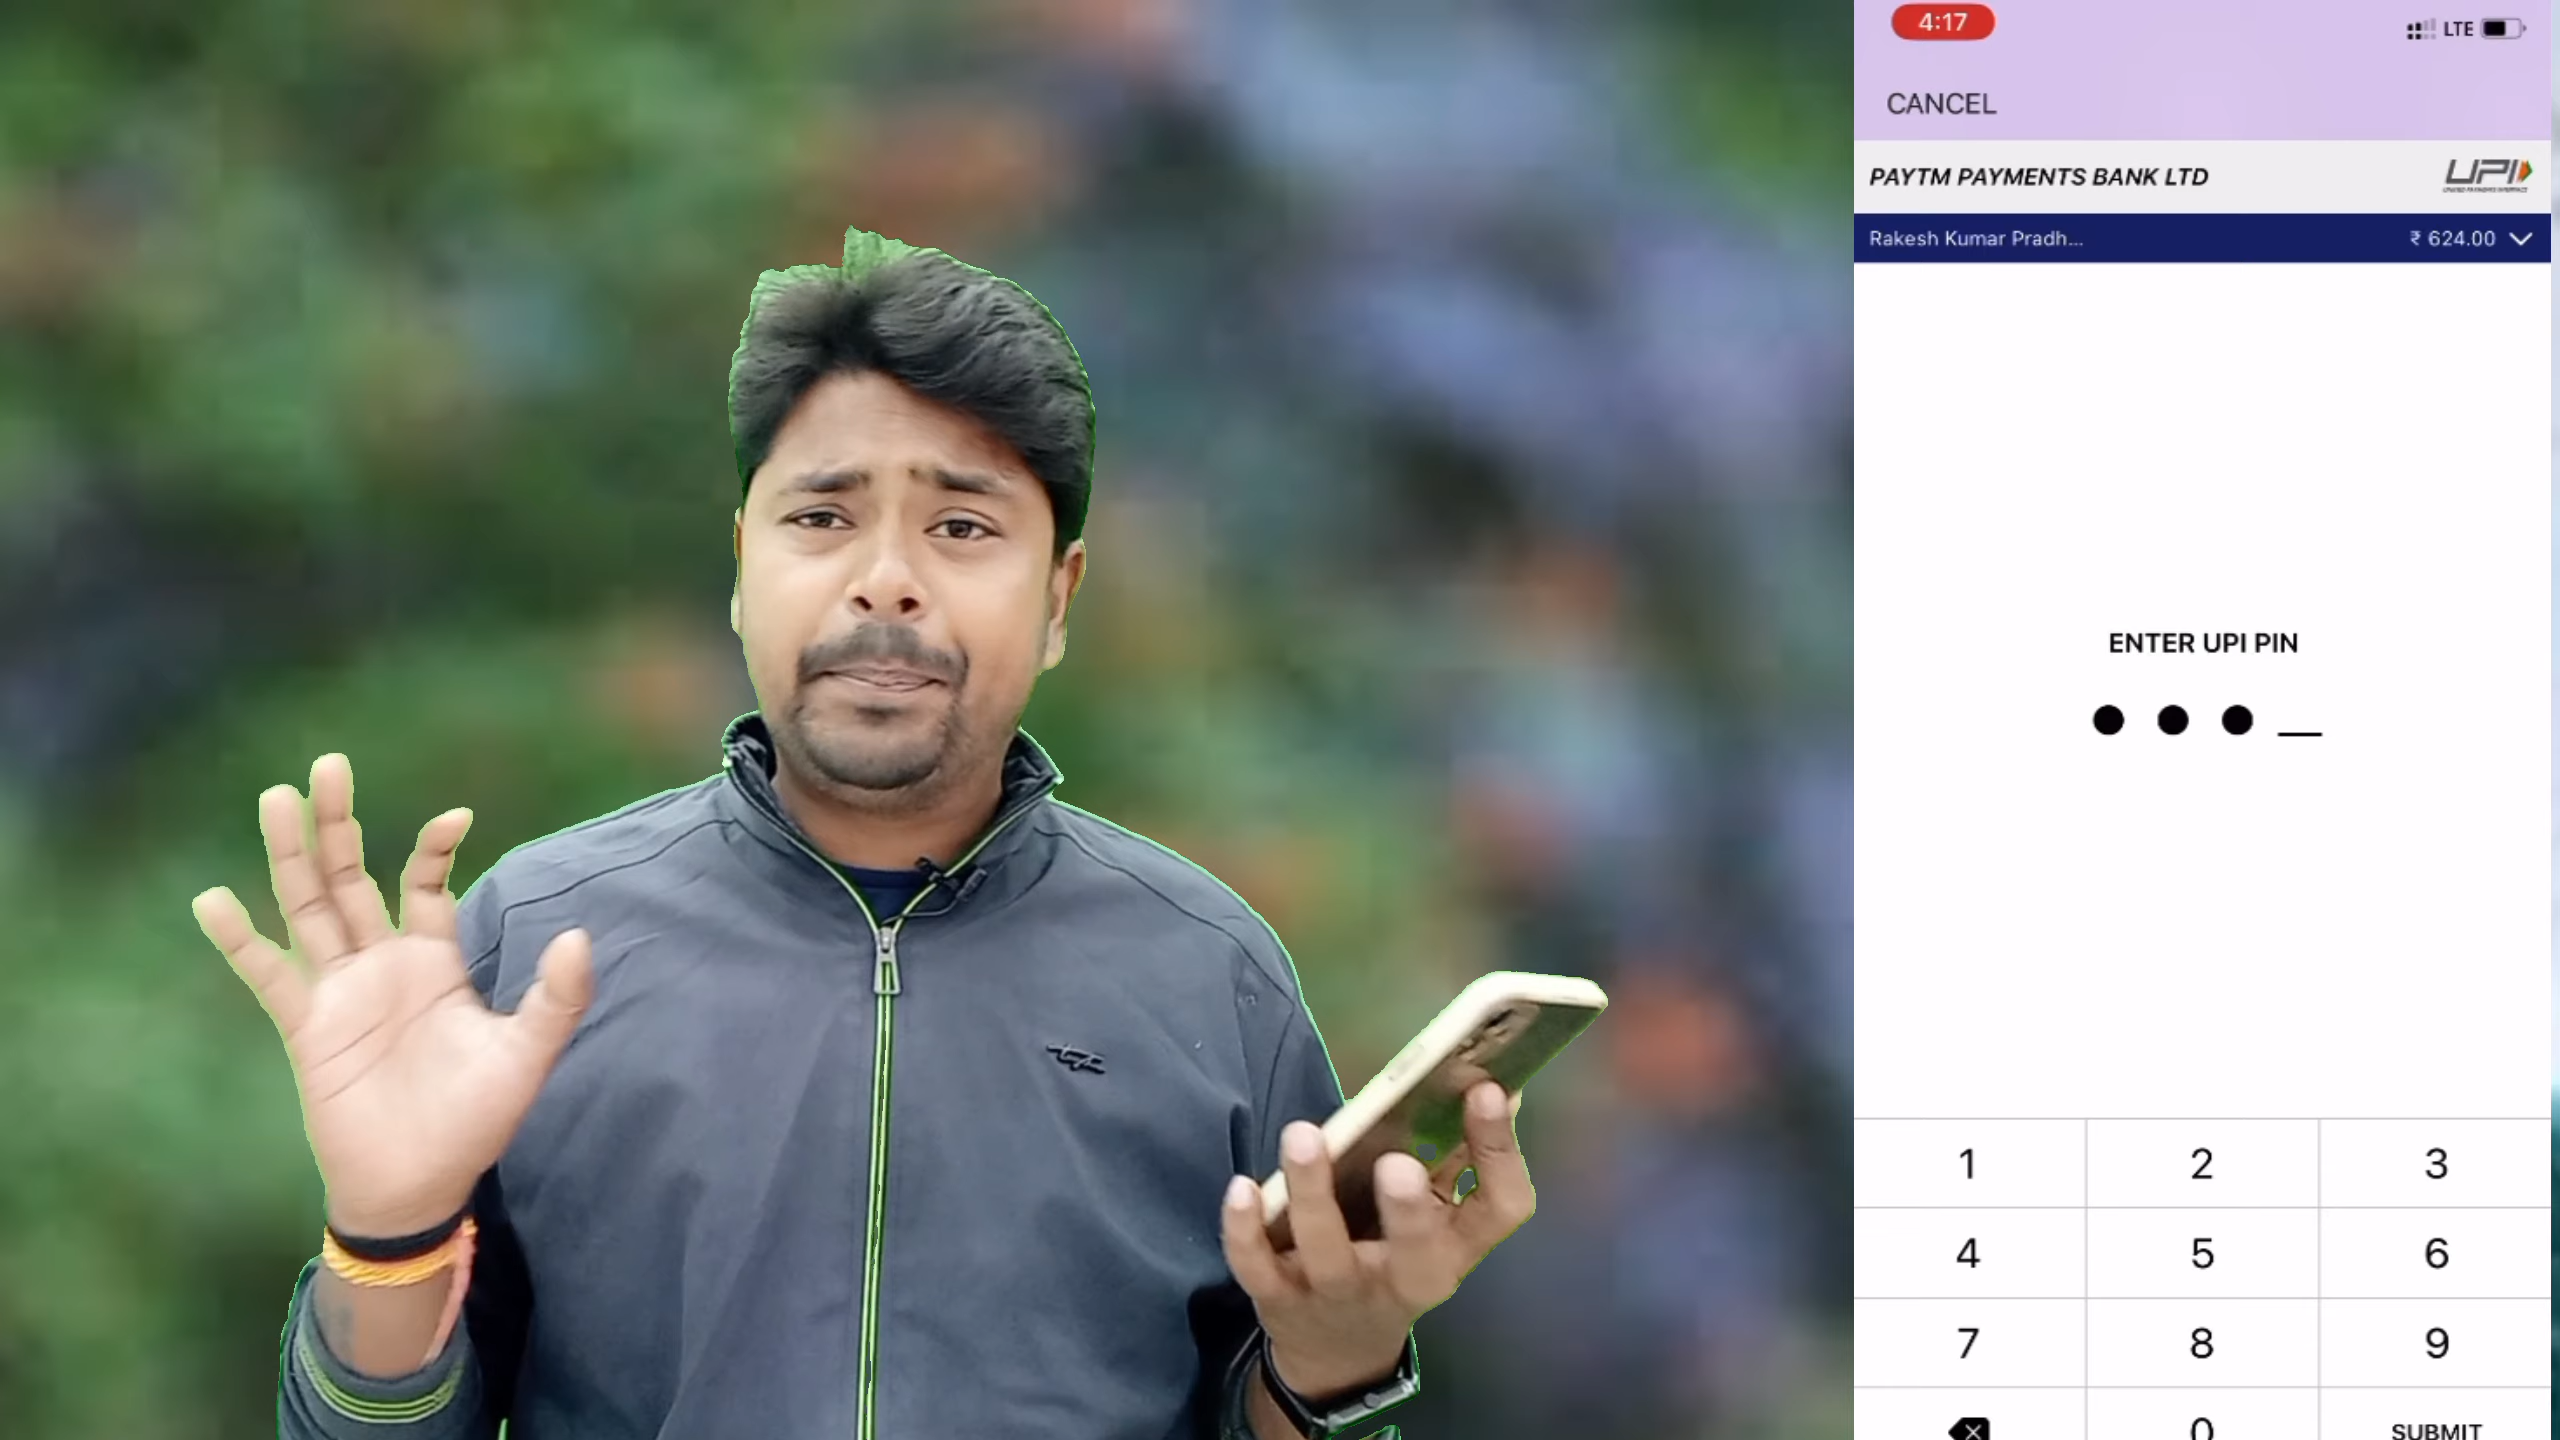 4:17
LTE
CANCEL
PAYTM PAYMENTS BANK LTD
UPI
Rakesh Kumar Pradh...
₹ 624.00
ENTER UPI PIN
1 2 3
4 5 6
7 8 9
0 SUBMIT